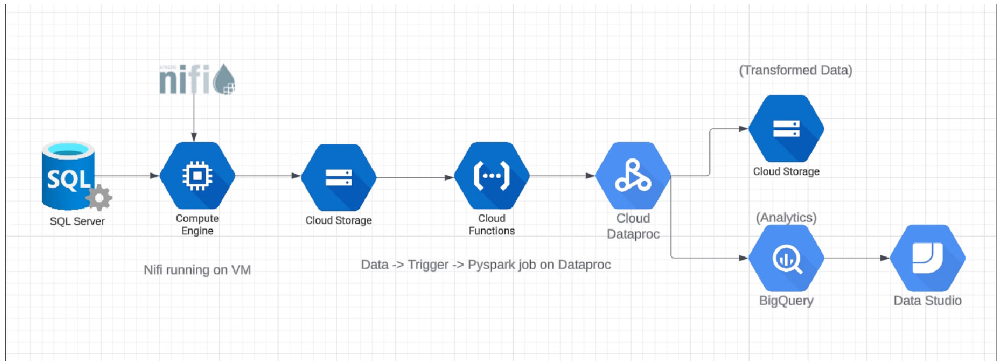 nifi
(Transformed Data)
SQL
SQL Server
Compute
Engine
Cloud Storage
Cloud
Functions
Cloud
Dataproc
Cloud Storage
(Analytics)
Nifi running on VM
Data -> Trigger -> Pyspark job on Dataproc
BigQuery
Data Studio